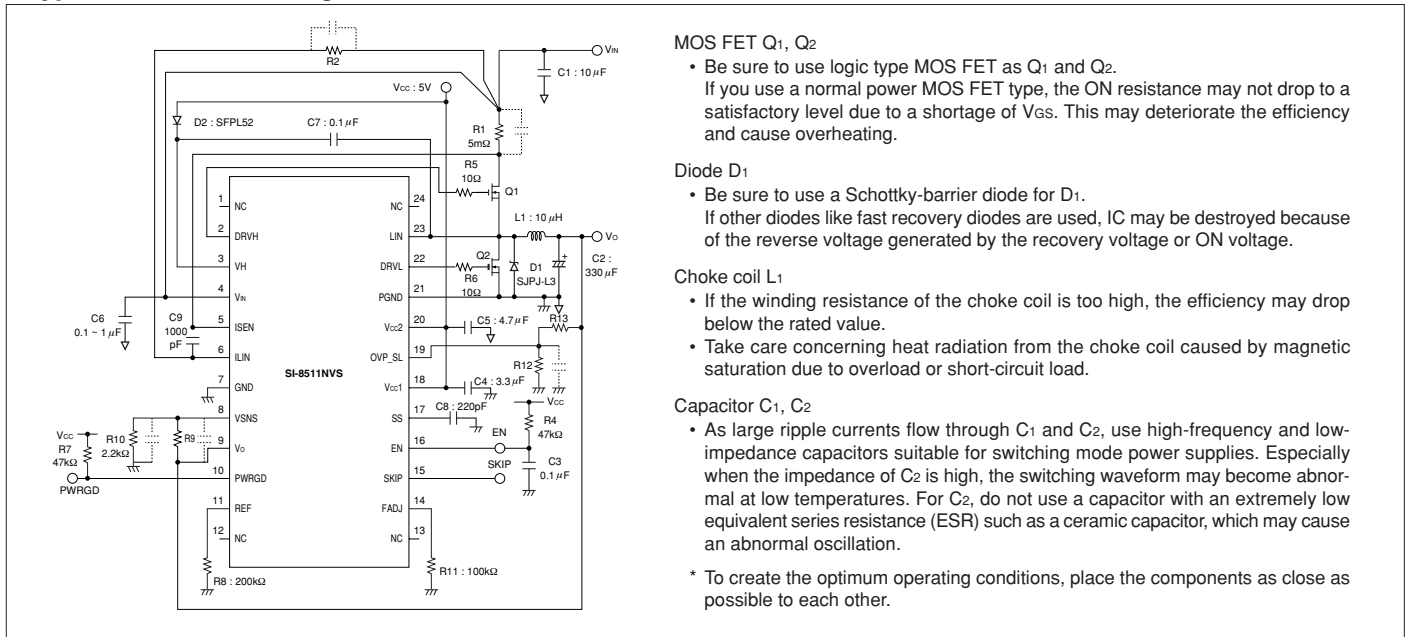 R2
VIN
C1 : 10 μF
Vcc : 5V
D2 : SFPL52
C7 : 0.1 μF
R1
5mΩ
R5
10Ω
Q1
1
NC
24
NC
2
DRVH
23
LIN
L1 : 10 μH
Vo
3
VH
22
DRVL
Q2
R6
10Ω
D1
SJPJ-L3
+
C2 :
330 μF
4
VIN
21
PGND
C6
0.1 ~ 1 μF
C9
1000
pF
5
ISEN
20
Vcc2
C5 : 4.7 μF
R13
6
ILIN
19
OVP_SL
R12
SI-8511NVS
7
GND
18
Vcc1
C4 : 3.3 μF
8
VSNS
17
SS
C8 : 220pF
Vcc
R4
47kΩ
Vcc
R7
47kΩ
R10
2.2kΩ
R9
9
Vo
16
EN
EN
C3
0.1 μF
10
PWRGD
PWRGD
15
SKIP
SKIP
11
REF
14
FADJ
12
NC
13
NC
R8 : 200kΩ
R11 : 100kΩ
MOS FET Q1, Q2
• Be sure to use logic type MOS FET as Q1 and Q2.
If you use a normal power MOS FET type, the ON resistance may not drop to a
satisfactory level due to a shortage of VGS. This may deteriorate the efficiency
and cause overheating.
Diode D1
• Be sure to use a Schottky-barrier diode for D1.
If other diodes like fast recovery diodes are used, IC may be destroyed because
of the reverse voltage generated by the recovery voltage or ON voltage.
Choke coil L1
• If the winding resistance of the choke coil is too high, the efficiency may drop
below the rated value.
• Take care concerning heat radiation from the choke coil caused by magnetic
saturation due to overload or short-circuit load.
Capacitor C1, C2
• As large ripple currents flow through C1 and C2, use high-frequency and low-
impedance capacitors suitable for switching mode power supplies. Especially
when the impedance of C2 is high, the switching waveform may become abnor-
mal at low temperatures. For C2, do not use a capacitor with an extremely low
equivalent series resistance (ESR) such as a ceramic capacitor, which may cause
an abnormal oscillation.
* To create the optimum operating conditions, place the components as close as
possible to each other.